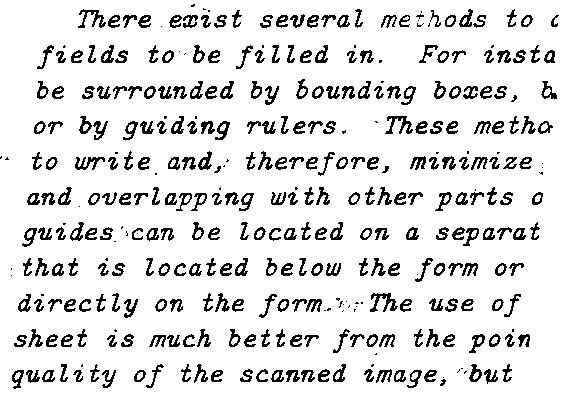 There exist several methods to
fields to be filled in. For insta
be surrounded by bounding boxes, b
or by guiding rulers. These metho
to write and, therefore, minimize
and overlapping with other parts o
guides can be located on a separat
that is located below the form or
directly on the form. The use of
sheet is much better from the poin
quality of the scanned image, but